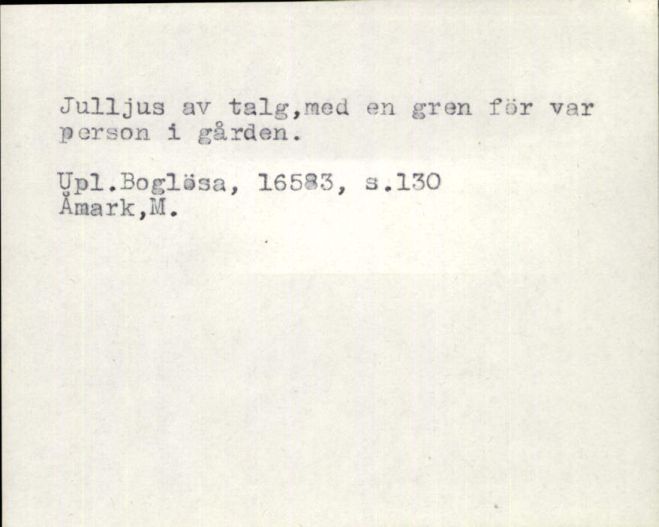 Julljus av talg,med en gren för var
person i gården.
Upl.Boglösa, 16583, s.130
Åmark,M.